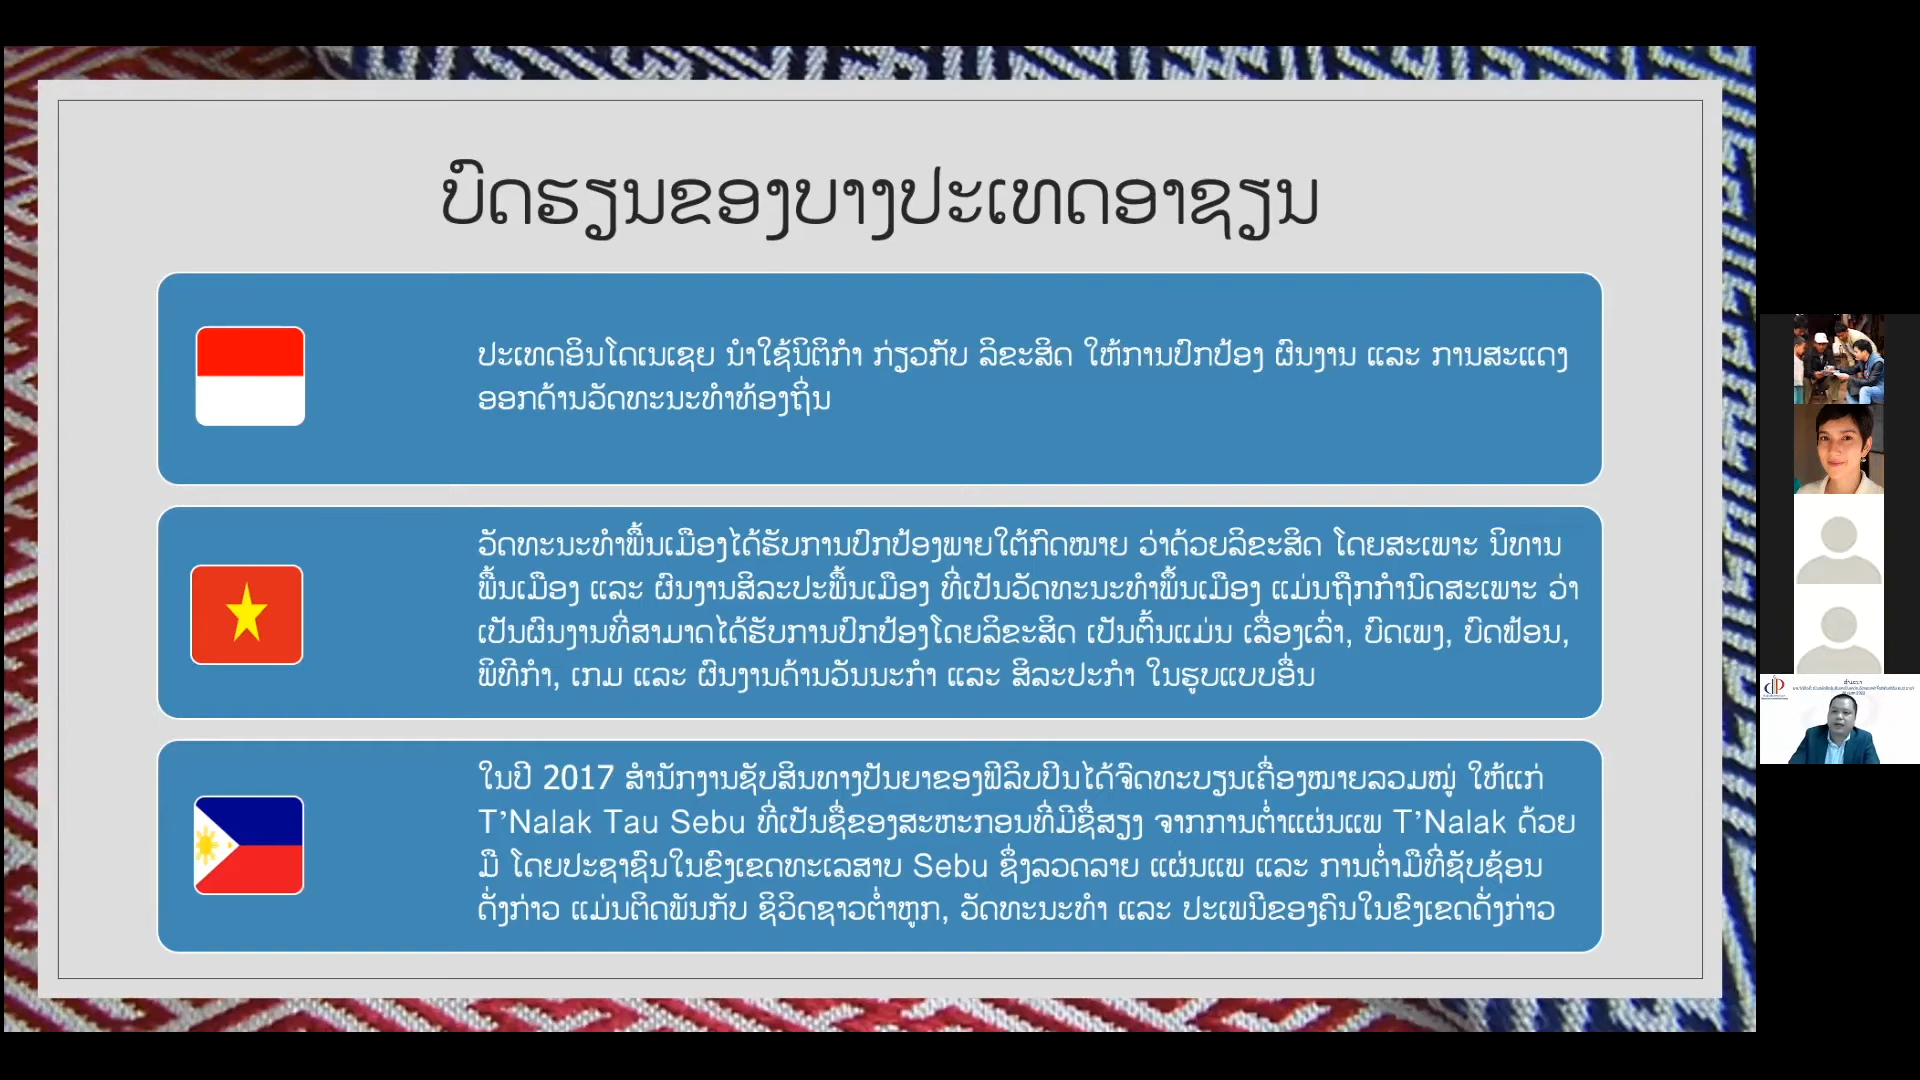 ບົດຮຽນຂອງບາງປະເທດອາຊຽນ
ປະເທດອິນໂດເນເຊຍ ນຳໃຊ້ນິຕິກຳ ກ່ຽວກັບ ລິຂະສິດ ໃຫ້ການປົກປ້ອງ ຜົນງານ ແລະ ການສະແດງ
ອອກດ້ານວັດທະນະທຳທ້ອງຖິ່ນ
ວັດທະນະທຳພື້ນເມືອງໄດ້ຮັບການປົກປ້ອງພາຍໃຕ້ກົດໝາຍ ວ່າດ້ວຍລິຂະສິດ ໂດຍສະເພາະ ນິທານ
ພື້ນເມືອງ ແລະ ຜົນງານສິລະປະພື້ນເມືອງ ທີ່ເປັນວັດທະນະທຳພື້ນເມືອງ ແມ່ນຖືກກຳນົດສະເພາະ ວ່າ
ເປັນຜົນງານທີ່ສາມາດໄດ້ຮັບການປົກປ້ອງໂດຍລິຂະສິດ ເປັນຕົ້ນແມ່ນ ເລື່ອງເລົ່າ, ບົດເພງ, ບົດຟ້ອນ,
ພິທີກຳ, ເກມ ແລະ ຜົນງານດ້ານວັນນະກຳ ແລະ ສິລະປະກຳ ໃນຮູບແບບອື່ນ
ໃນປີ 2017 ສຳນັກງານຊັບສິນທາງປັນຍາຂອງຟິລິບປິນໄດ້ຈົດທະບຽນເຄື່ອງໝາຍລວມໝູ່ ໃຫ້ແກ່
T’Nalak Tau Sebu ທີ່ເປັນຊື່ຂອງສະຫະກອນທີ່ມີຊື່ສຽງ ຈາກການຕ່ຳແຜ່ນແພ T’Nalak ດ້ວຍ
ມື ໂດຍປະຊາຊົນໃນຂົງເຂດທະເລສາບ Sebu ຊຶ່ງລວດລາຍ ແຜ່ນແພ ແລະ ການຕ່ຳມືທີ່ຊັບຊ້ອນ
ດັ່ງກ່າວ ແມ່ນຕິດພັນກັບ ຊີວິດຊາວຕ່ຳຫູກ, ວັດທະນະທຳ ແລະ ປະເພນີຂອງຄົນໃນຂົງເຂດດັ່ງກ່າວ